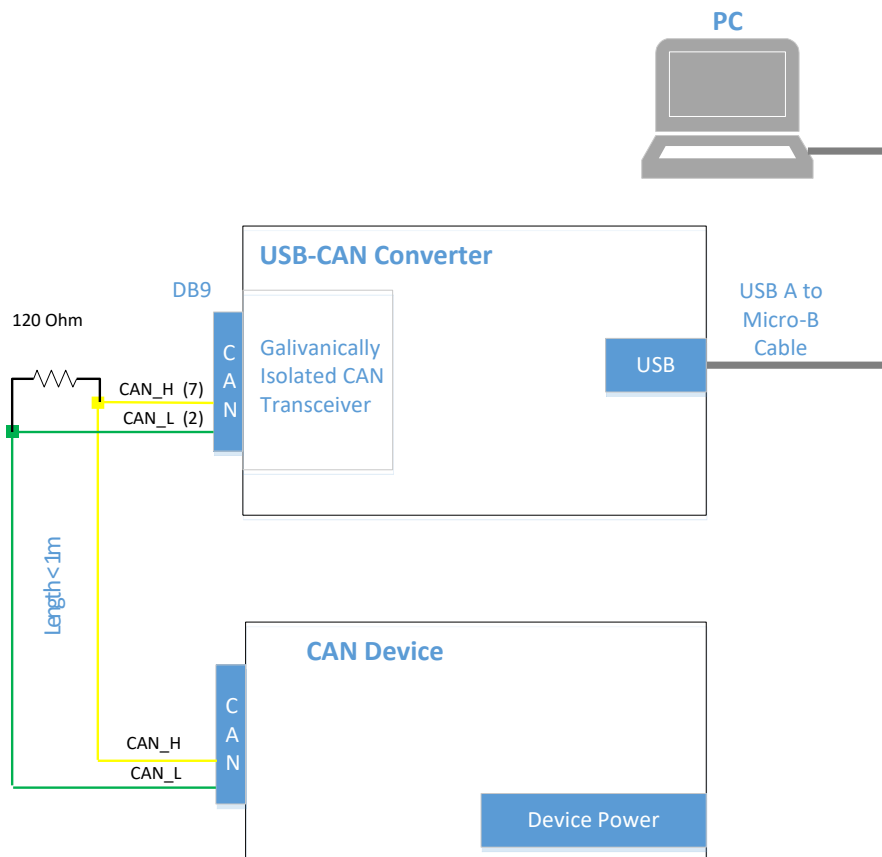 PC
USB-CAN Converter
DB9
USB A to
Micro-B
Cable
120 Ohm
C
A
N
Galivanically
Isolated CAN
Transceiver
USB
CAN_H (7)
CAN_L (2)
Length < 1m
CAN Device
C
A
N
CAN_H
CAN_L
Device Power